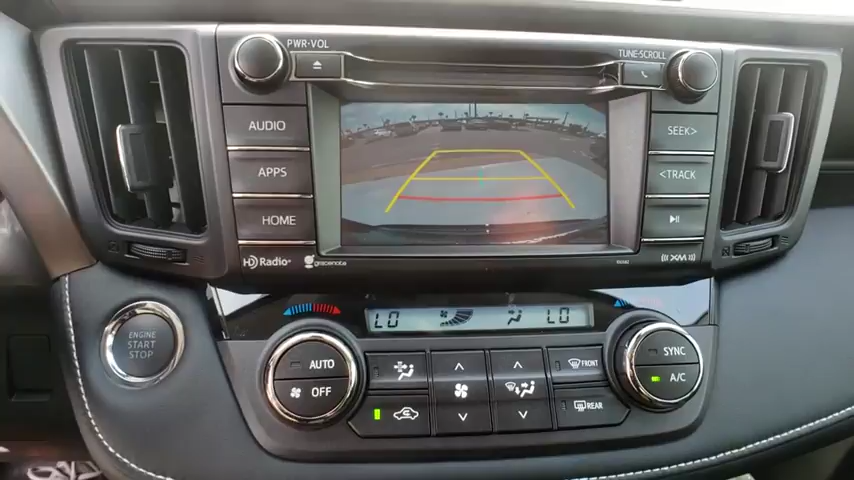 PWR·VOL
TUNE·SCROLL
AUDIO
APPS
HOME
SEEK>
<TRACK
HD Radio
gracenote
XM
ENGINE
START
STOP
LO
LO
AUTO
OFF
FRONT
REAR
SYNC
A/C